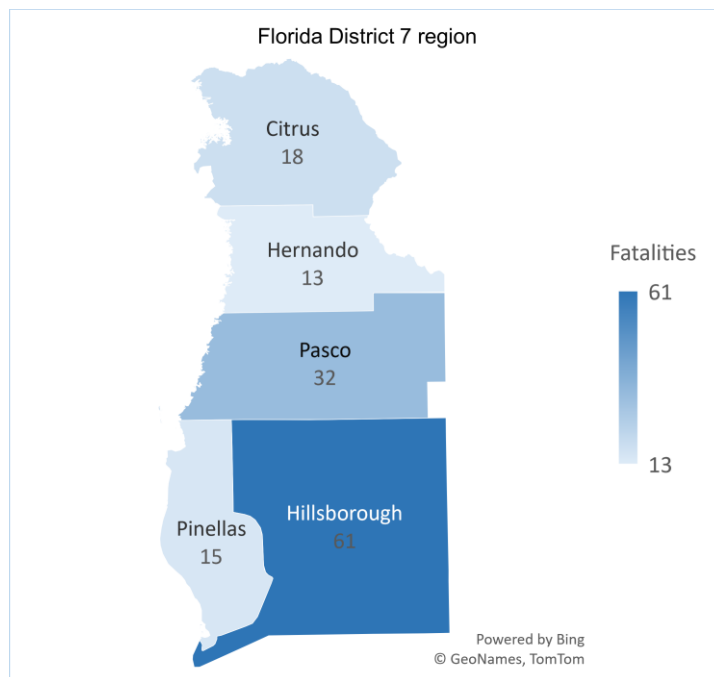 Florida District 7 region
Citrus
18
Hernando
13
Fatalities
61
Pasco
32
13
Hillsborough
61
Pinellas
15
Powered by Bing
© GeoNames, TomTom